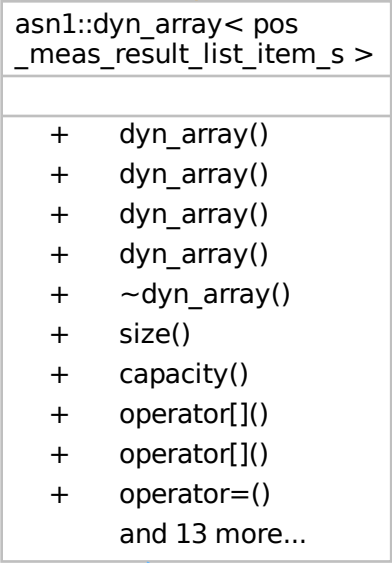 asn1::dyn_array< pos
_meas_result_list_item_s >
+ dyn_array()
+ dyn_array()
+ dyn_array()
+ dyn_array()
+ ~dyn_array()
+ size()
+ capacity()
+ operator[]()
+ operator[]()
+ operator=()
and 13 more...